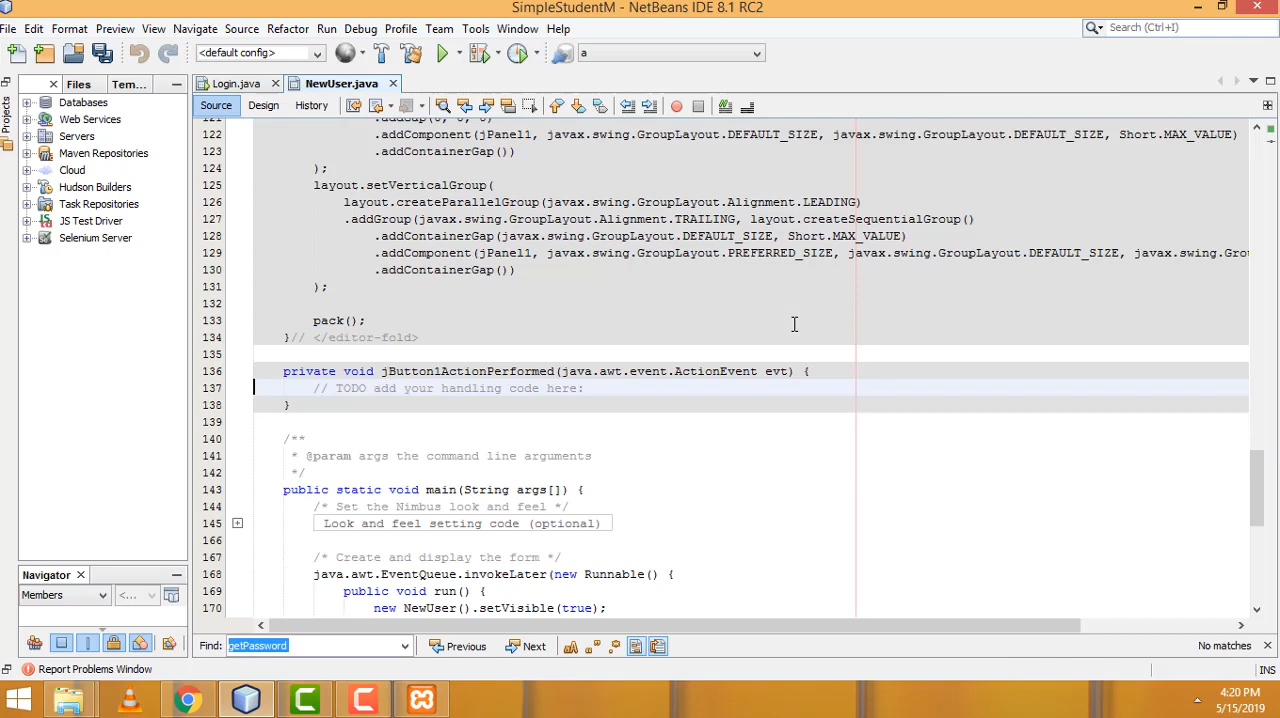 SimpleStudentM - NetBeans IDE 8.1 RC2
File Edit Format Preview View Navigate Source Refactor Run Debug Profile Team Tools Window Help
Search (Ctrl+I)
<default config> a
Files Tem...
Login.java NewUser.java
Projects
Source Design History
Databases
Web Services
Servers
Maven Repositories
Cloud
Hudson Builders
Task Repositories
JS Test Driver
Selenium Server
122 .addComponent(jPanel1, javax.swing.GroupLayout.DEFAULT_SIZE, javax.swing.GroupLayout.DEFAULT_SIZE, Short.MAX_VALUE)
123 .addContainerGap())
124 );
125 layout.setVerticalGroup(
126 layout.createParallelGroup(javax.swing.GroupLayout.Alignment.LEADING)
127 .addGroup(javax.swing.GroupLayout.Alignment.TRAILING, layout.createSequentialGroup()
128 .addContainerGap(javax.swing.GroupLayout.DEFAULT_SIZE, Short.MAX_VALUE)
129 .addComponent(jPanel1, javax.swing.GroupLayout.PREFERRED_SIZE, javax.swing.GroupLayout.DEFAULT_SIZE, javax.swing.Gro
130 .addContainerGap())
131 );
132
133 pack();
134 }// </editor-fold>
135
136 private void jButton1ActionPerformed(java.awt.event.ActionEvent evt) {
137 // TODO add your handling code here:
138 }
139
140 /**
141 * @param args the command line arguments
142 */
143 public static void main(String args[]) {
144 /* Set the Nimbus look and feel */
145 Look and feel setting code (optional)
166
167 /* Create and display the form */
168 java.awt.EventQueue.invokeLater(new Runnable() {
169 public void run() {
170 new NewUser().setVisible(true);
Navigator
Members <...
Find: getPassword Previous Next No matches
Report Problems Window INS
4:20 PM
5/15/2019